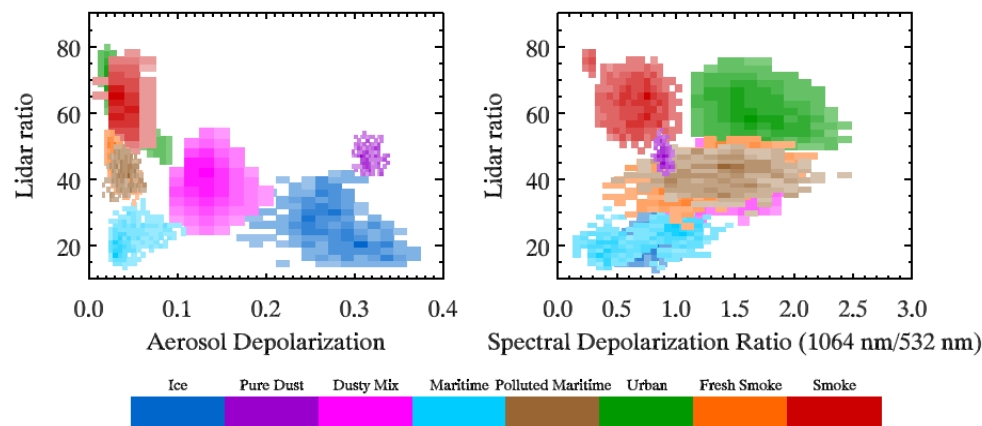 80
60
40
20
Lidar ratio
0.0 0.1 0.2 0.3 0.4
Aerosol Depolarization
80
60
40
20
Lidar ratio
0.0 0.5 1.0 1.5 2.0 2.5 3.0
Spectral Depolarization Ratio (1064 nm/532 nm)
Ice Pure Dust Dusty Mix Maritime Polluted Maritime Urban Fresh Smoke Smoke